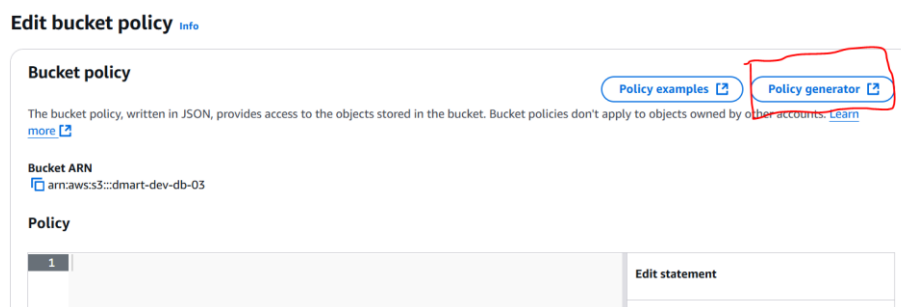 Edit bucket policy Info
Bucket policy
Policy examples
Policy generator
The bucket policy, written in JSON, provides access to the objects stored in the bucket. Bucket policies don't apply to objects owned by other accounts. Learn
more
Bucket ARN
arn:aws:s3:::dmart-dev-db-03
Policy
1
Edit statement